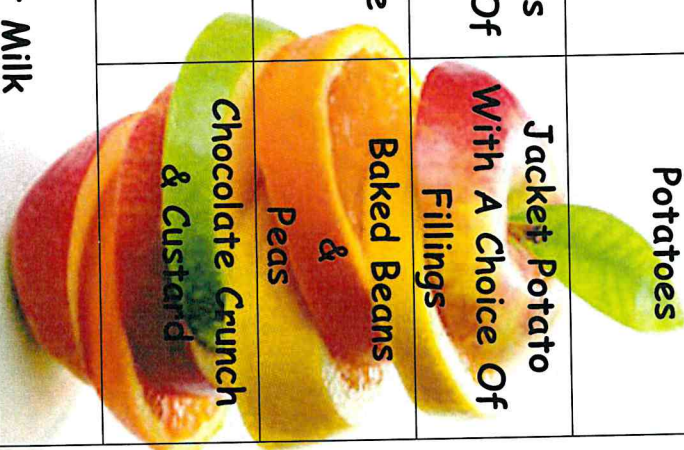 Potatoes
Of
Jacket Potato
With A Choice Of
Fillings
Baked Beans
&
Peas
Chocolate Crunch
& Custard
Milk